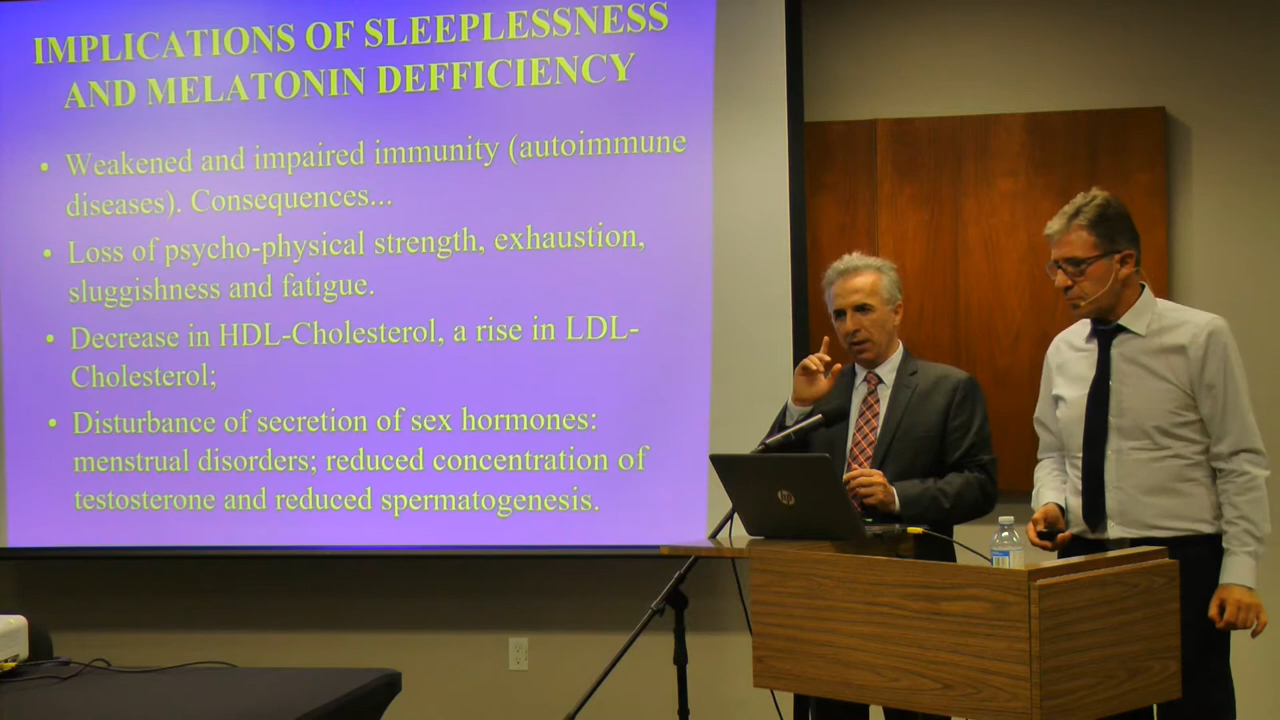 IMPLICATIONS OF SLEEPLESSNESS
AND MELATONIN DEFFICIENCY
• Weakened and impaired immunity (autoimmune
diseases). Consequences...
• Loss of psycho-physical strength, exhaustion,
sluggishness and fatigue.
• Decrease in HDL-Cholesterol, a rise in LDL-
Cholesterol;
• Disturbance of secretion of sex hormones:
menstrual disorders; reduced concentration of
testosterone and reduced spermatogenesis.
hp